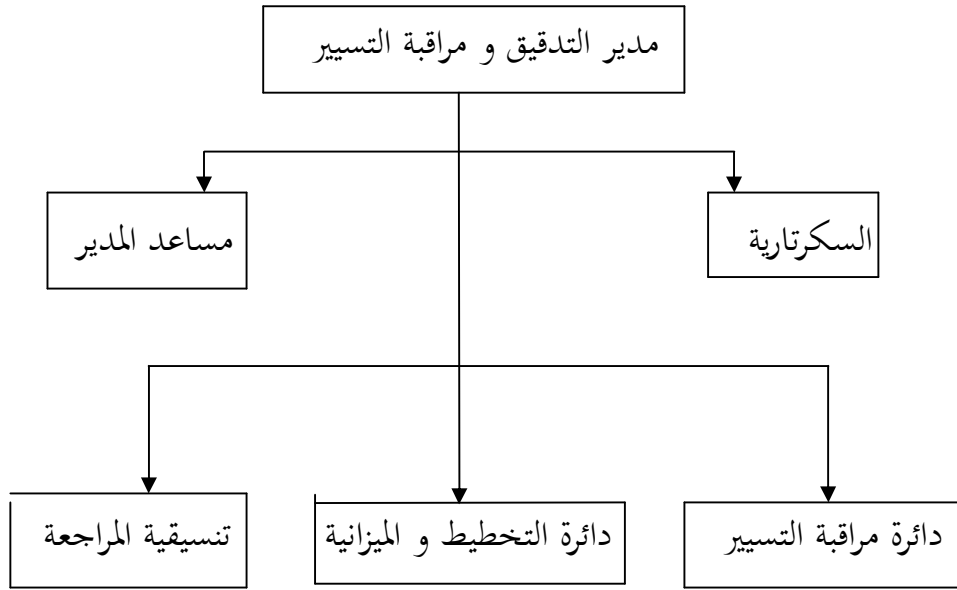 مدير التدقيق و مراقبة التسيير
السكرتارية
مساعد المدير
دائرة مراقبة التسيير
دائرة التخطيط و الميزانية
تنسيقية المراجعة